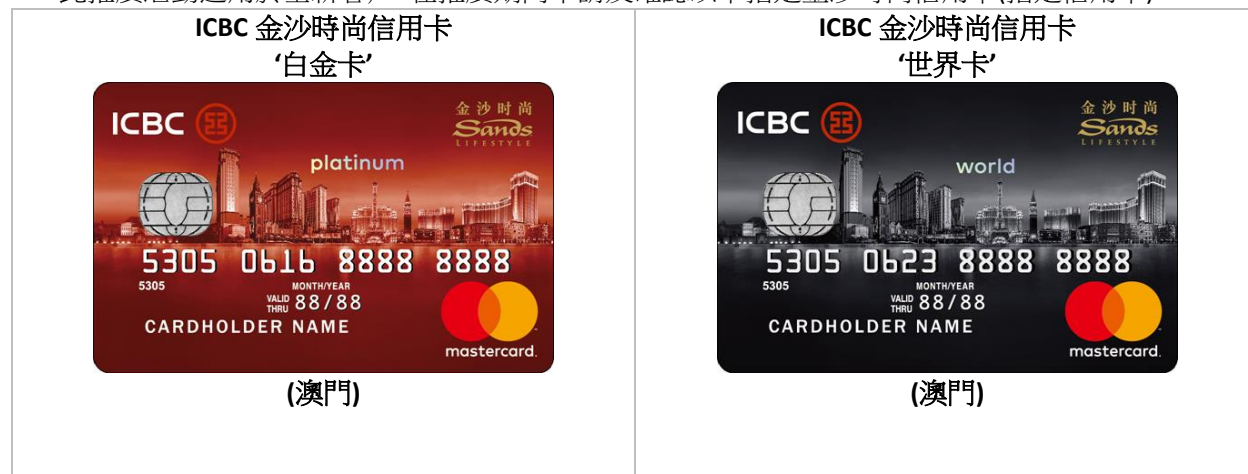 ICBC 金沙時尚信用卡
‘白金卡’
ICBC
金沙时尚
Sands
LIFESTYLE
platinum
5305 0616 8888 8888
5305
MONTH/YEAR
VALID THRU 88/88
CARDHOLDER NAME
mastercard.
(澳門)
ICBC 金沙時尚信用卡
‘世界卡’
ICBC
金沙时尚
Sands
LIFESTYLE
world
5305 0623 8888 8888
5305
MONTH/YEAR
VALID THRU 88/88
CARDHOLDER NAME
mastercard.
(澳門)